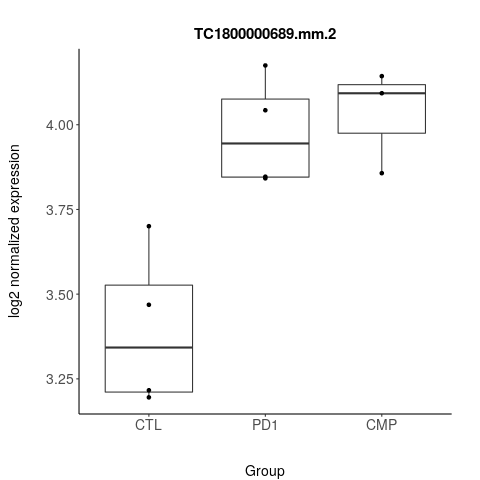 TC1800000689.mm.2
log2 normalized expression
4.00
3.75
3.50
3.25
CTL PD1 CMP
Group